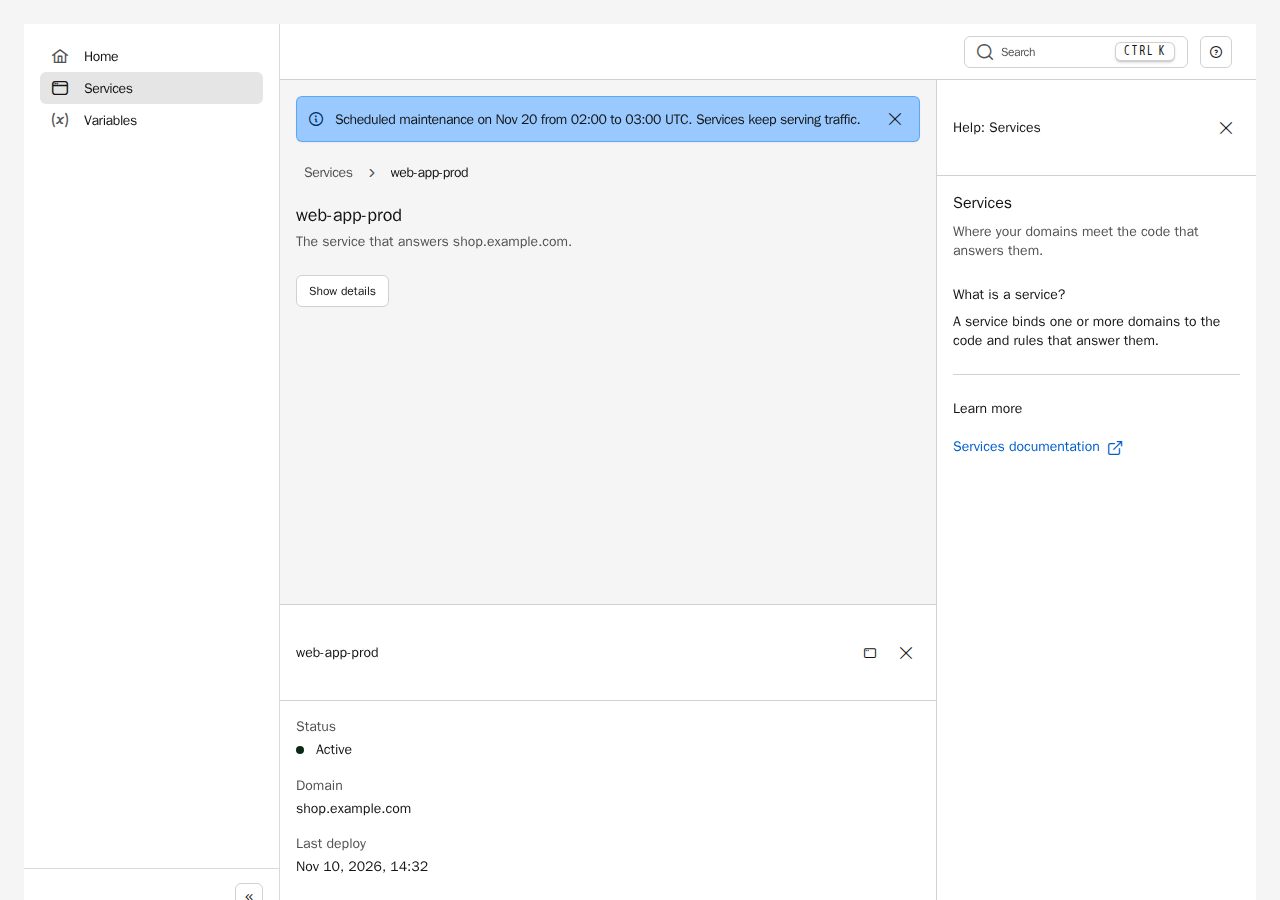 Home
Services
(x) Variables
«
Search
CTRL K
Scheduled maintenance on Nov 20 from 02:00 to 03:00 UTC. Services keep serving traffic.
Services
web-app-prod
web-app-prod
The service that answers shop.example.com.
Show details
web-app-prod
Status
Active
Domain
shop.example.com
Last deploy
Nov 10, 2026, 14:32
Help: Services
Services
Where your domains meet the code that
answers them.
What is a service?
A service binds one or more domains to the
code and rules that answer them.
Learn more
Services documentation